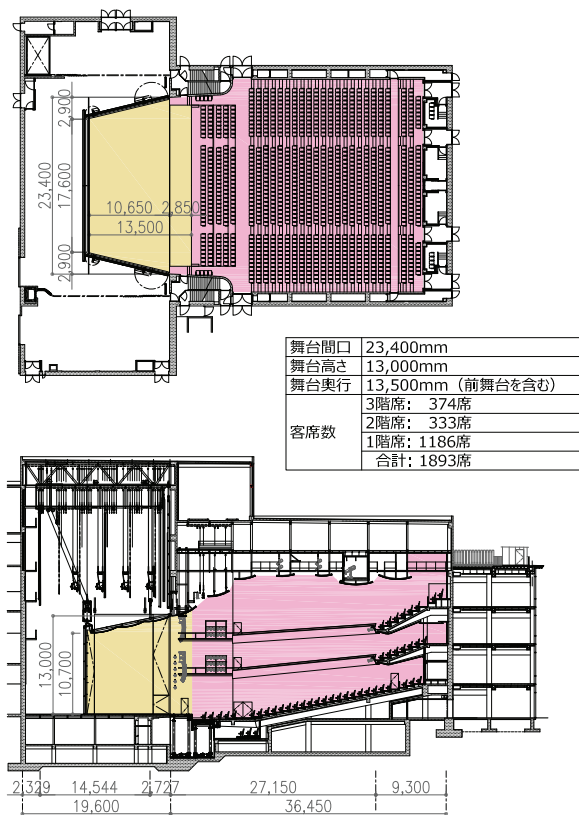 2,900
23,400
17,600
10,650 2,850
13,500
2,900
舞台間口 23,400mm
舞台高さ 13,000mm
舞台奥行 13,500mm（前舞台を含む）
客席数
3階席： 374席
2階席： 333席
1階席：1186席
合計：1893席
13,000
10,700
2,329 14,544 2,727 27,150 9,300
19,600 36,450